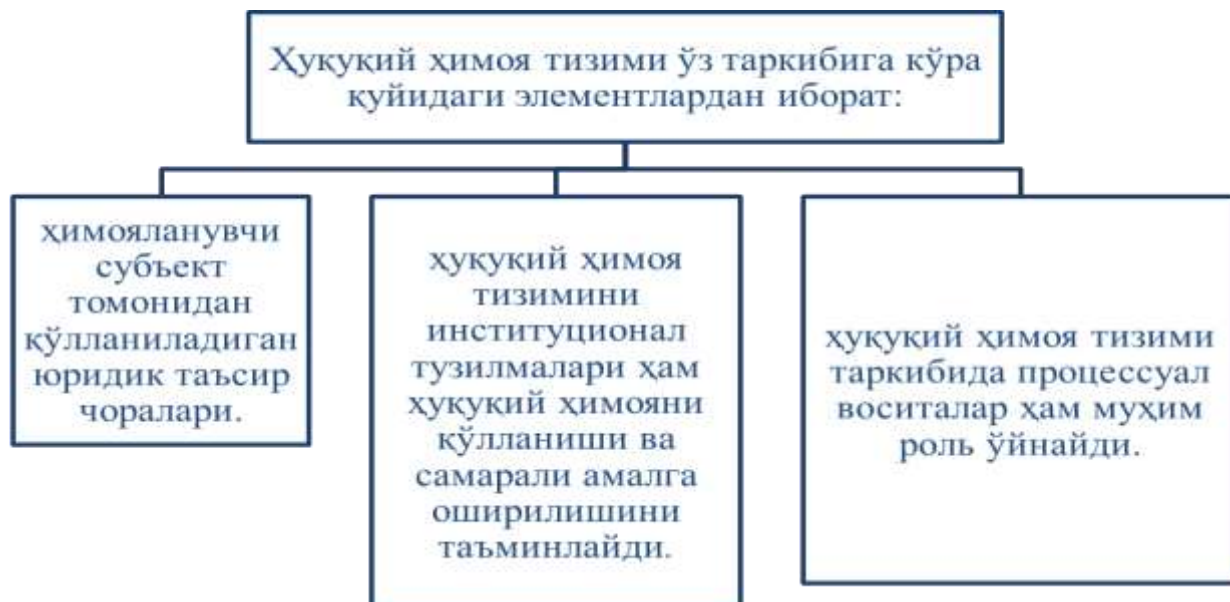 Ҳуқуқий ҳимоя тизими ўз таркибига кўра
қуйидаги элементлардан иборат:
ҳимояланувчи
субъект
томонидан
қўлланиладиган
юридик таъсир
чоралари.
ҳуқуқий ҳимоя
тизимини
институционал
тузилмалари ҳам
ҳуқуқий ҳимояни
қўлланиши ва
самарали амалга
оширилишини
таъминлайди.
ҳуқуқий ҳимоя тизими
таркибида процессуал
воситалар ҳам муҳим
роль ўйнайди.